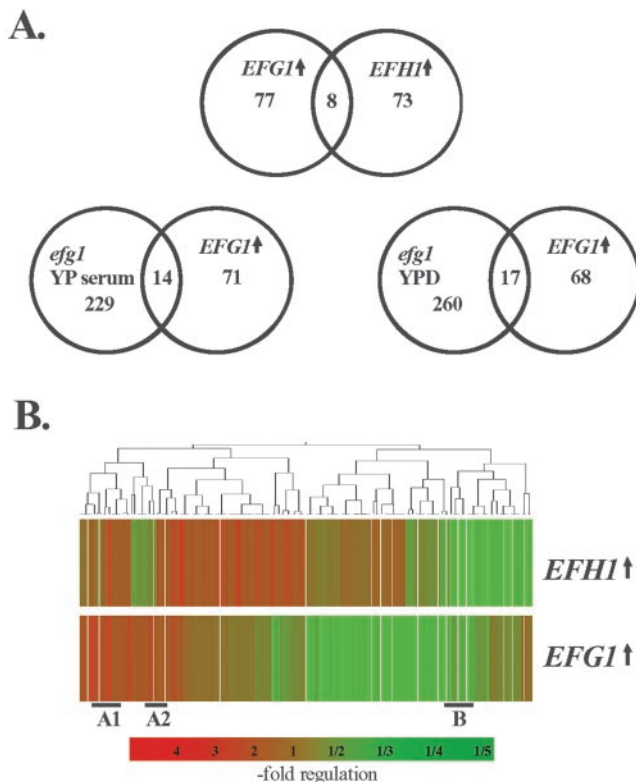 A.
EFG1⬆ EFH1⬆
77 8 73
efg1 EFG1⬆
YP serum 14 71
229
efg1 EFG1⬆
YPD 17 68
260
B.
EFH1⬆
EFG1⬆
A1 A2 B
4 3 2 1 1/2 1/3 1/4 1/5
-fold regulation